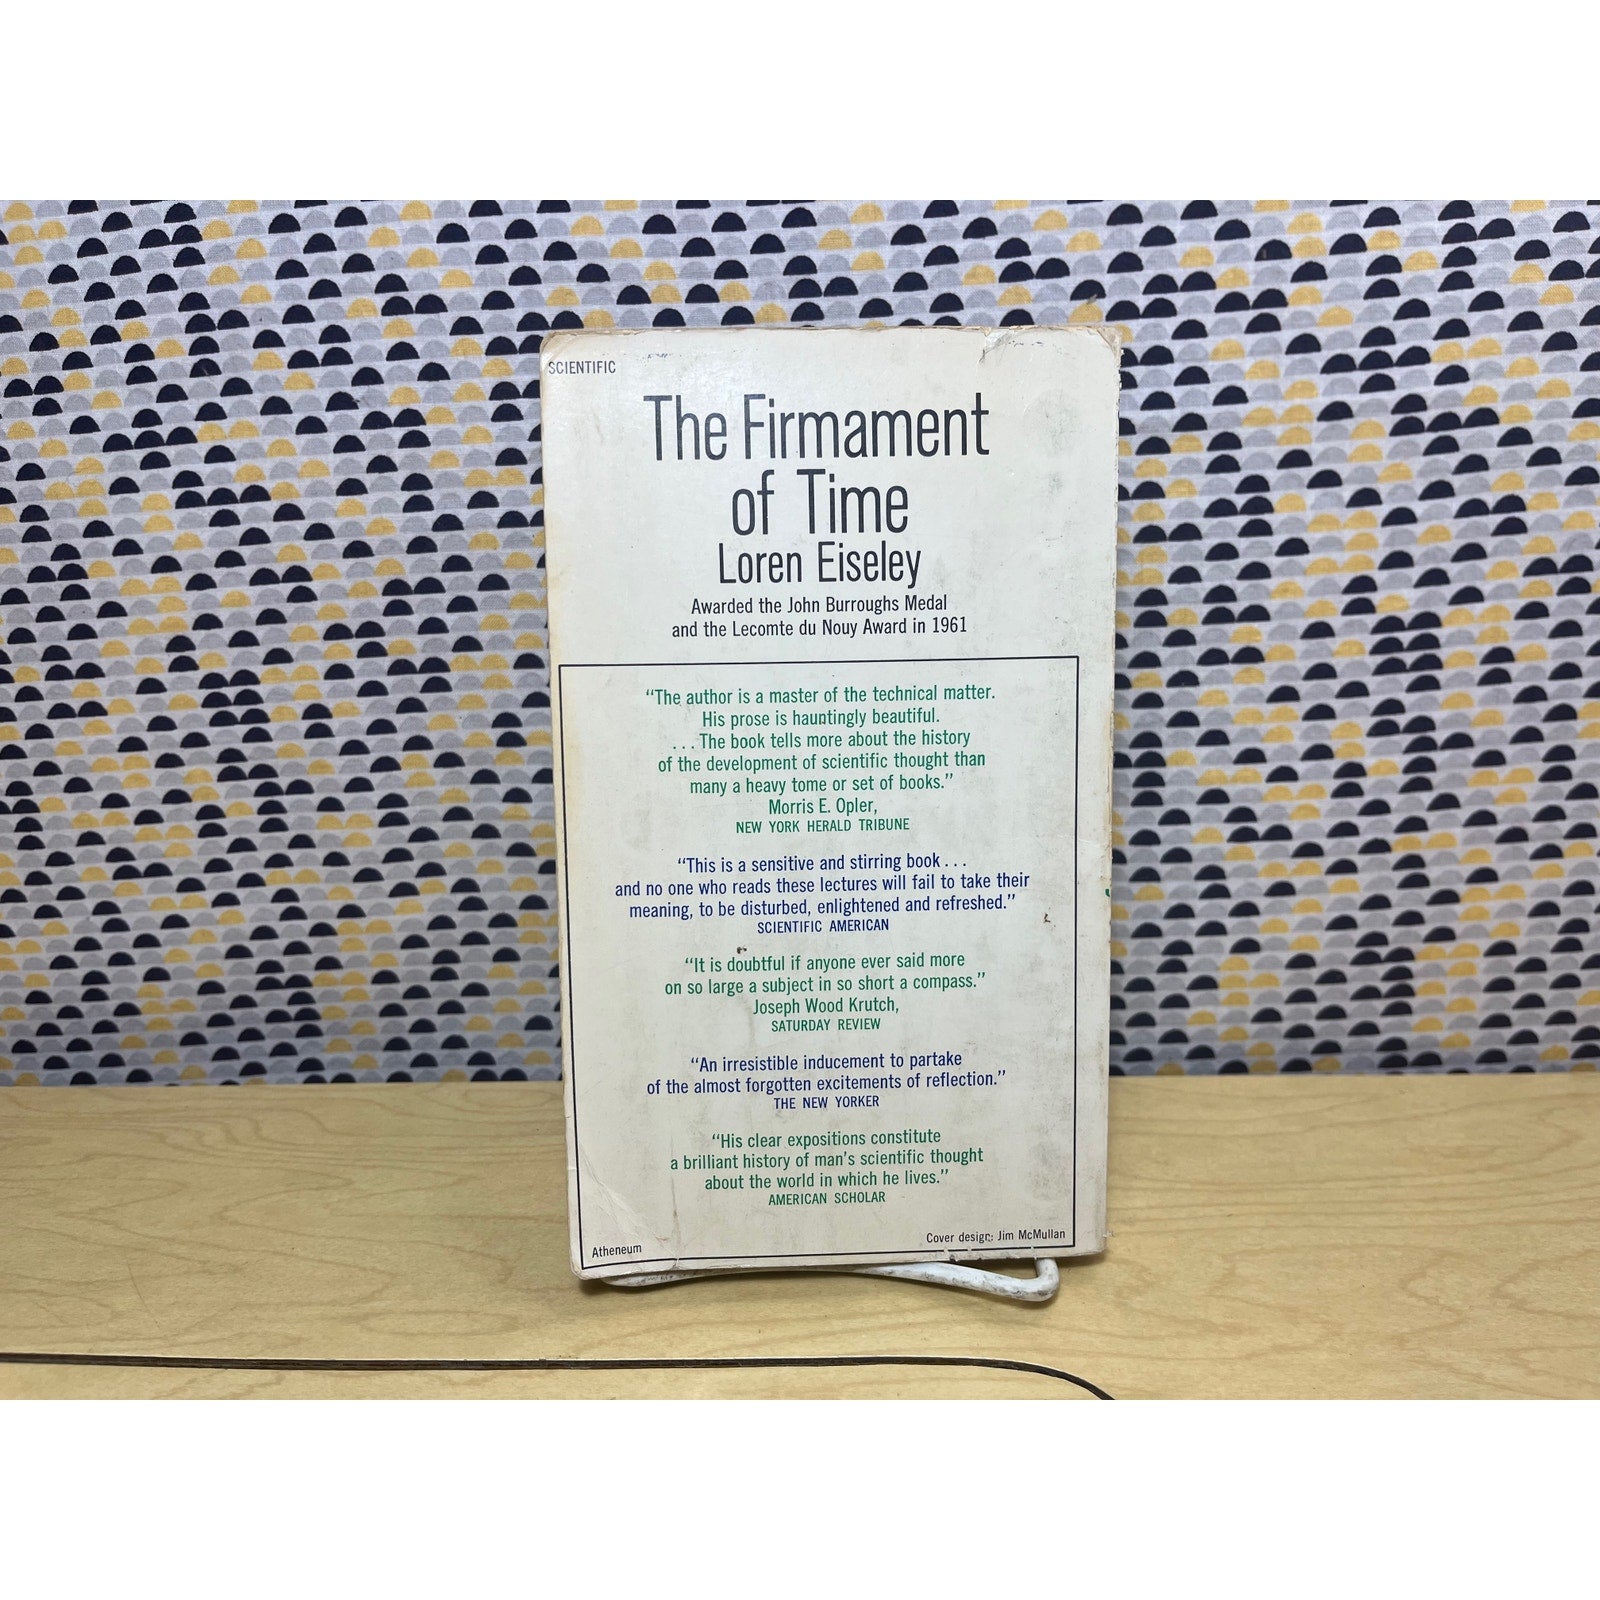 SCIENTIFIC
The Firmament
of Time
Loren Eiseley
Awarded the John Burroughs Medal
and the Lecomte du Nouy Award in 1961
“The author is a master of the technical matter.
His prose is hauntingly beautiful.
. . . The book tells more about the history
of the development of scientific thought than
many a heavy tome or set of books.”
Morris E. Opler,
NEW YORK HERALD TRIBUNE
“This is a sensitive and stirring book . . .
and no one who reads these lectures will fail to take their
meaning, to be disturbed, enlightened and refreshed.”
SCIENTIFIC AMERICAN
“It is doubtful if anyone ever said more
on so large a subject in so short a compass.”
Joseph Wood Krutch,
SATURDAY REVIEW
“An irresistible inducement to partake
of the almost forgotten excitements of reflection.”
THE NEW YORKER
“His clear expositions constitute
a brilliant history of man’s scientific thought
about the world in which he lives.”
AMERICAN SCHOLAR
Cover design: Jim McMullan
Atheneum